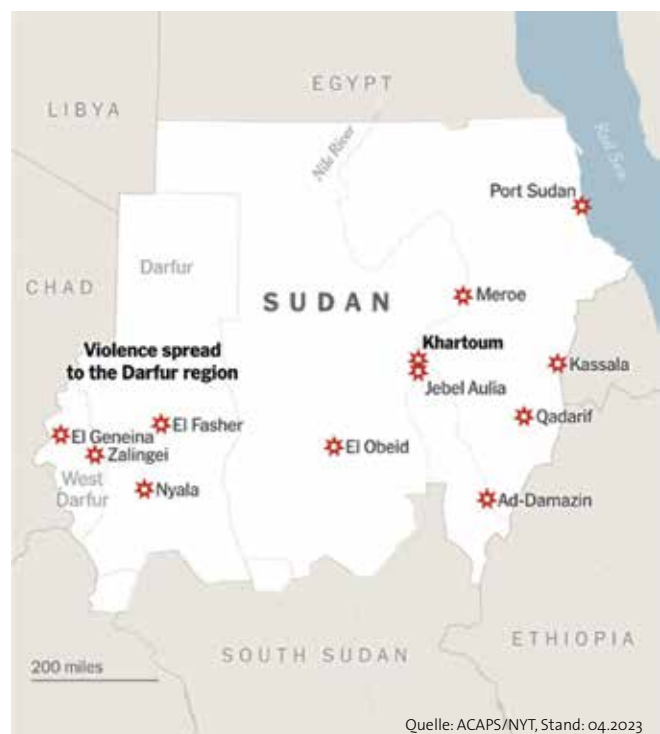 EGYPT
LIBYA
Nile River
Red Sea
Port Sudan
Darfur
CHAD
SUDAN
Meroe
Violence spread
to the Darfur region
Khartoum
Kassala
Jebel Aulia
Qadarif
El Fasher
El Geneina
Zalingei
El Obeid
West
Darfur
Nyala
Ad-Damazin
ETHIOPIA
SOUTH SUDAN
200 miles
Quelle: ACAPS/NYT, Stand: 04.2023